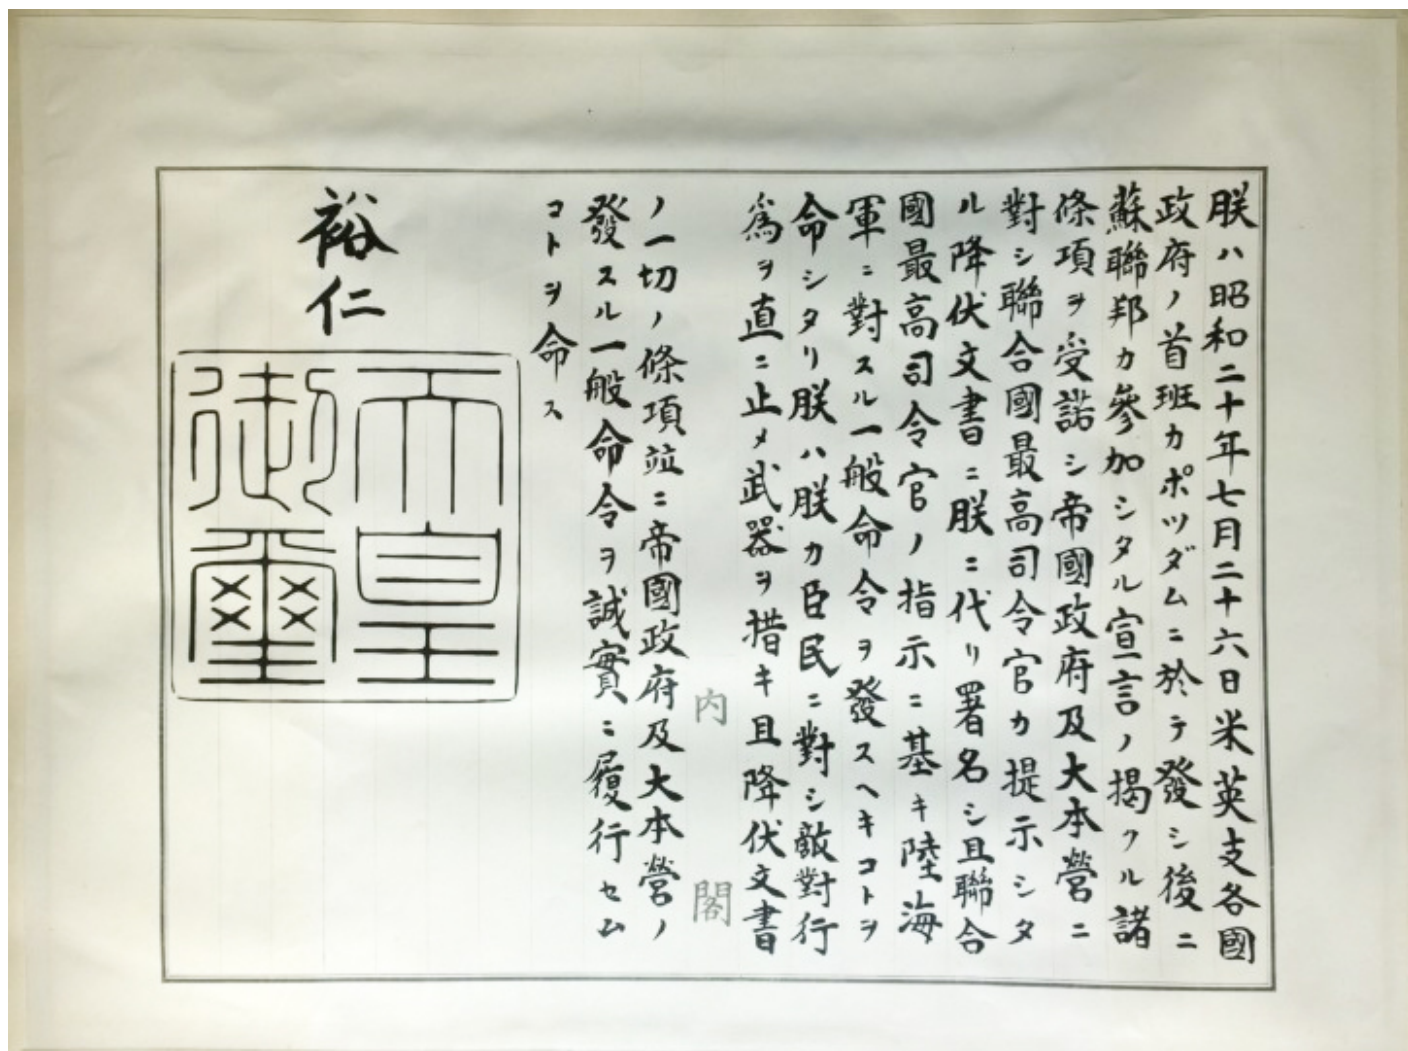 朕ハ昭和二十年七月二十六日米英支各國
政府ノ首班カポツダムニ於テ發シ後ニ
蘇聯邦カ參加シタル宣言ノ掲クル諸
條項ヲ受諾シ帝國政府及大本營ニ
對シ聯合國最高司令官カ提示シタ
ル降伏文書ニ朕ニ代リ署名シ且聯合
國最高司令官ノ指示ニ基キ陸海
軍ニ對スル一般命令ヲ發スヘキコトヲ
命シタリ朕ハ朕カ臣民ニ對シ敵對行
爲ヲ直ニ止メ武器ヲ措キ且降伏文書
内閣
ノ一切ノ條項竝ニ帝國政府及大本營ノ
發スル一般命令ヲ誠實ニ履行セム
コトヲ命ス
裕仁
天皇
御璽